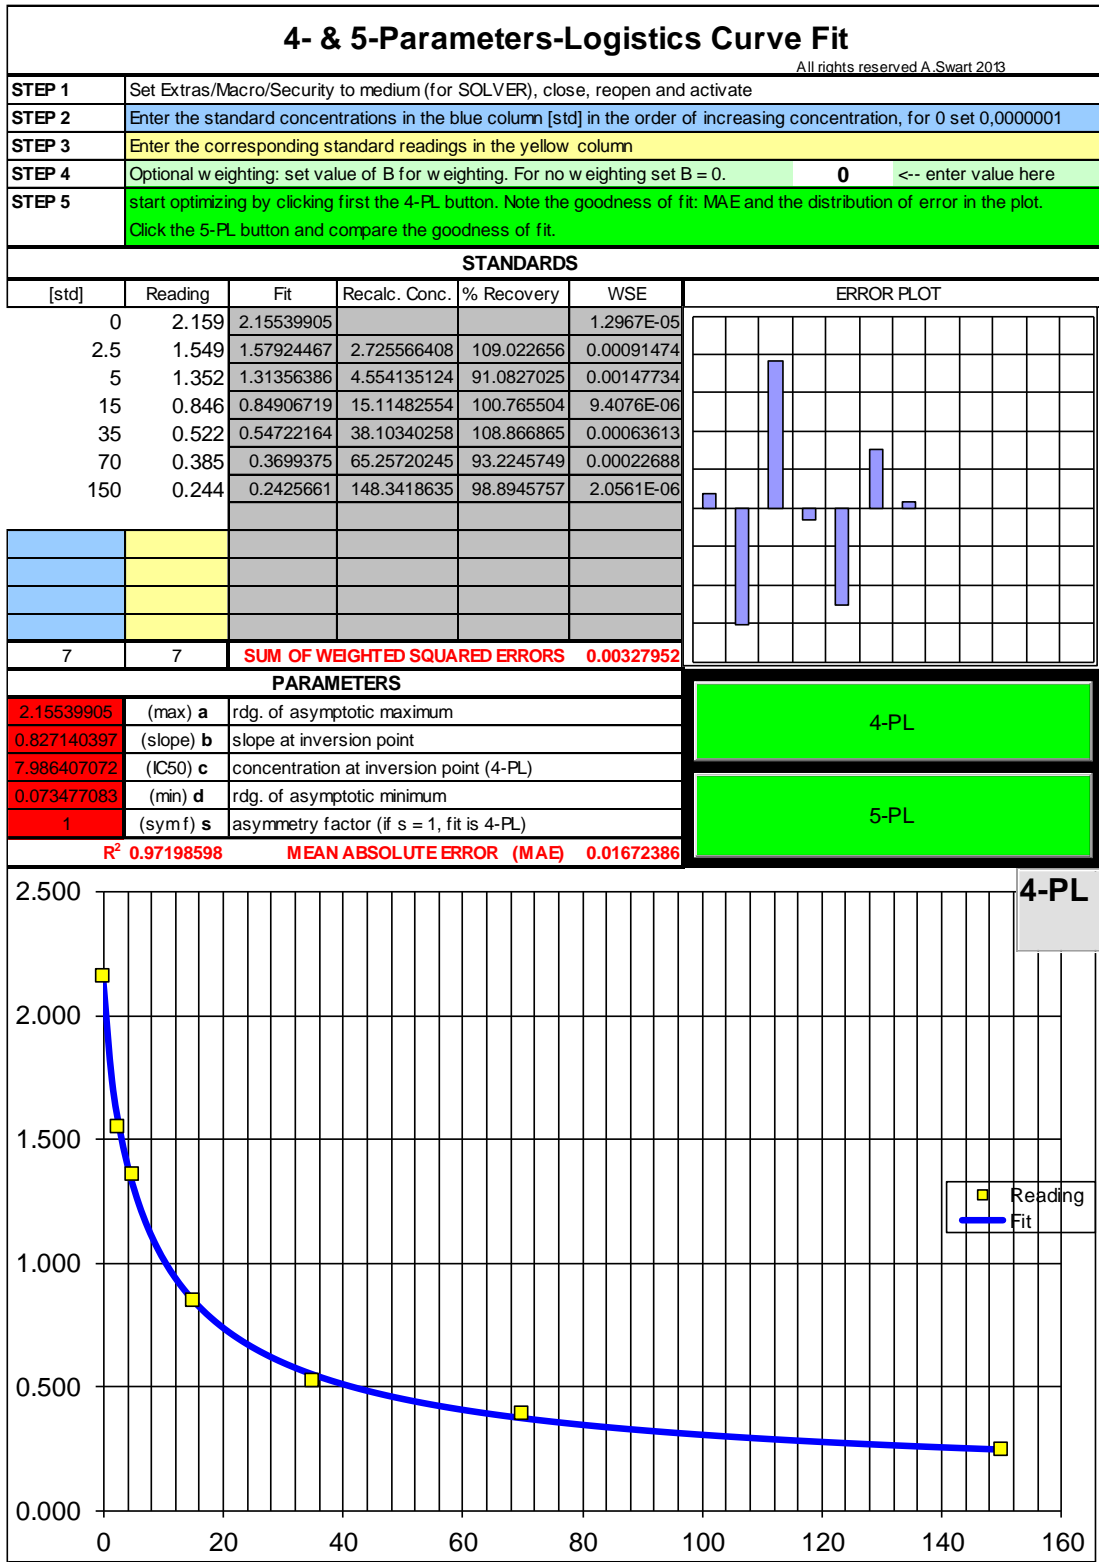 4- & 5-Parameters-Logistics Curve Fit
All rights reserved A.Swart 2013
STEP 1 Set Extras/Macro/Security to medium (for SOLVER), close, reopen and activate
STEP 2 Enter the standard concentrations in the blue column [std] in the order of increasing concentration, for 0 set 0,0000001
STEP 3 Enter the corresponding standard readings in the yellow column
STEP 4 Optional weighting: set value of B for weighting. For no weighting set B = 0. 0 <-- enter value here
STEP 5 start optimizing by clicking first the 4-PL button. Note the goodness of fit: MAE and the distribution of error in the plot.
Click the 5-PL button and compare the goodness of fit.
STANDARDS
[std] Reading Fit Recalc. Conc. % Recovery WSE ERROR PLOT
0 2.159 2.15539905 1.2967E-05
2.5 1.549 1.57924467 2.725566408 109.022656 0.00091474
5 1.352 1.31356386 4.554135124 91.0827025 0.00147734
15 0.846 0.84906719 15.11482554 100.765504 9.4076E-06
35 0.522 0.54722164 38.10340258 108.866865 0.00063613
70 0.385 0.3699375 65.25720245 93.2245749 0.00022688
150 0.244 0.2425661 148.3418635 98.8945757 2.0561E-06
7 7 SUM OF WEIGHTED SQUARED ERRORS 0.00327952
PARAMETERS
2.15539905 (max) a rdg. of asymptotic maximum
0.827140397 (slope) b slope at inversion point
7.986407072 (IC50) c concentration at inversion point (4-PL)
0.073477083 (min) d rdg. of asymptotic minimum
1 (sym f) s asymmetry factor (if s = 1, fit is 4-PL)
R² 0.97198598 MEAN ABSOLUTE ERROR (MAE) 0.01672386
4-PL
5-PL
4-PL
2.500
2.000
1.500
1.000
0.500
0.000
Reading
Fit
0 20 40 60 80 100 120 140 160